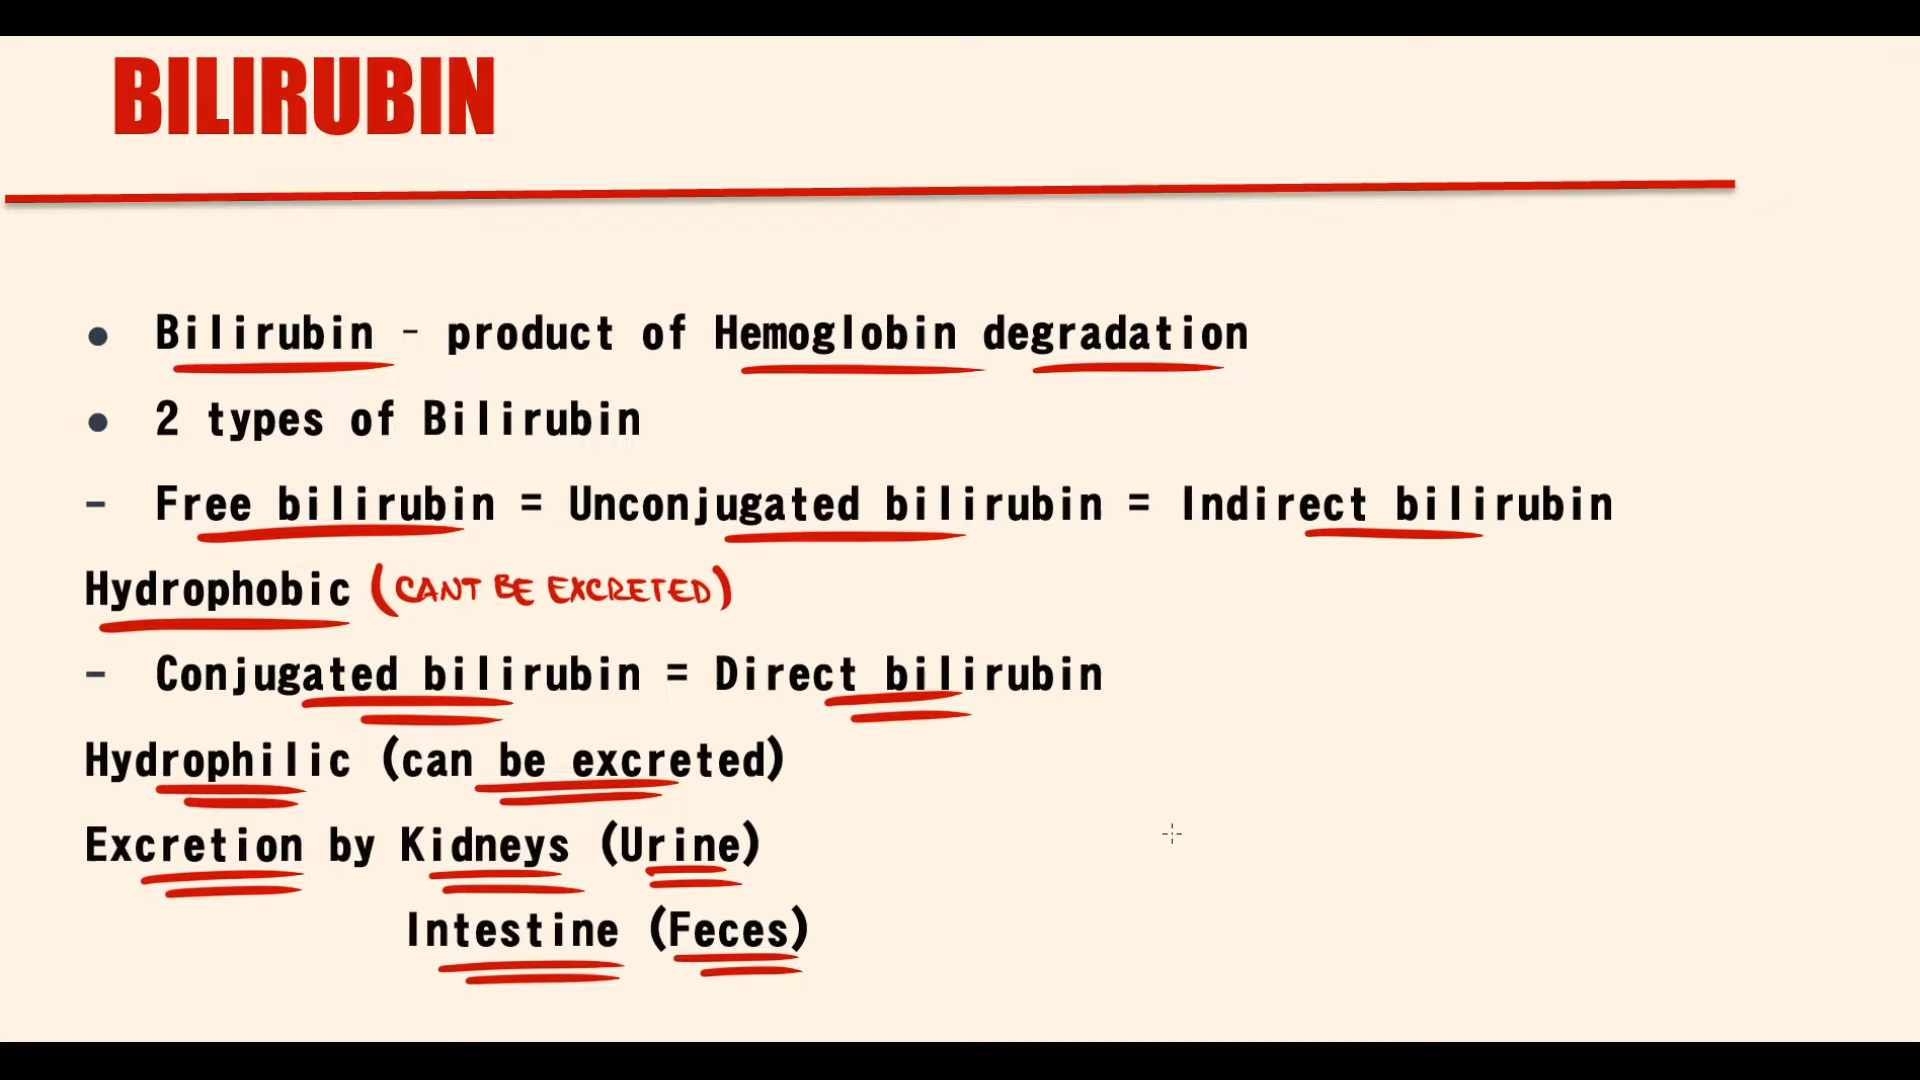 BILIRUBIN
● Bilirubin - product of Hemoglobin degradation
● 2 types of Bilirubin
- Free bilirubin = Unconjugated bilirubin = Indirect bilirubin
Hydrophobic (CANT BE EXCRETED)
- Conjugated bilirubin = Direct bilirubin
Hydrophilic (can be excreted)
Excretion by Kidneys (Urine)
Intestine (Feces)